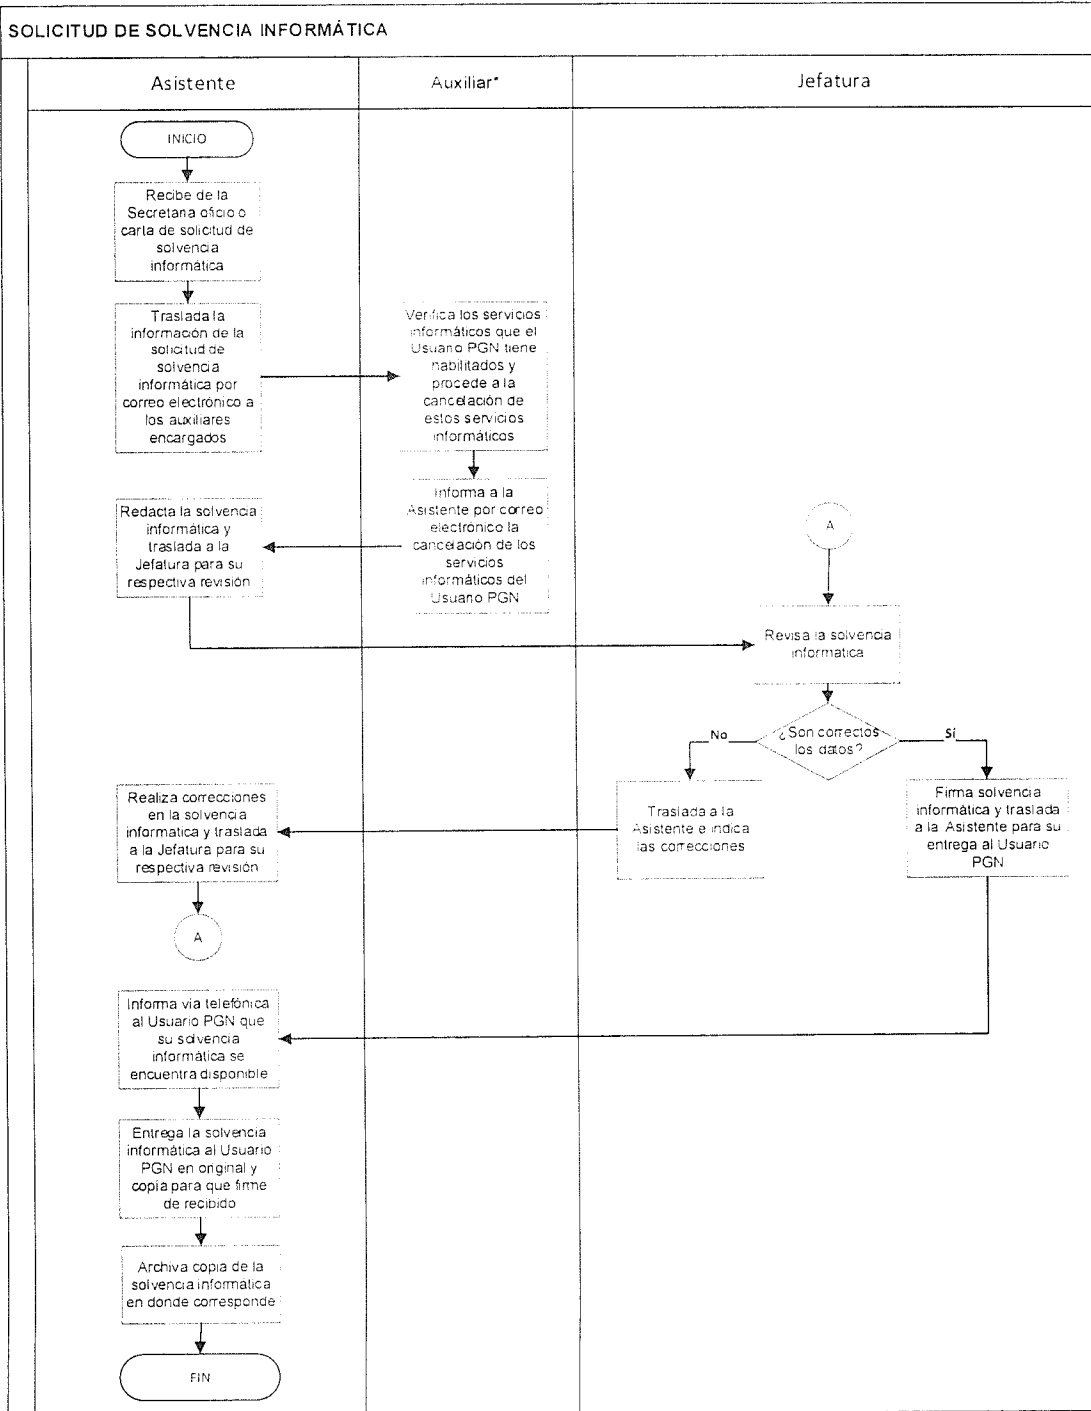 SOLICITUD DE SOLVENCIA INFORMÁTICA
Asistente
Auxiliar*
Jefatura
INICIO
Recibe de la
Secretaria oficio o
carta de solicitud de
solvencia
informática
Traslada la
información de la
solicitud de
solvencia
informática por
correo electrónico a
los auxiliares
encargados
Verifica los servicios
informáticos que el
Usuario PGN tiene
habilitados y
procede a la
cancelación de
estos servicios
informáticos
Informa a la
Asistente por correo
electrónico la
cancelación de los
servicios
informáticos del
Usuario PGN
Redacta la solvencia
informática y
traslada a la
Jefatura para su
respectiva revisión
A
Revisa la solvencia
informatica
¿Son correctos
los datos?
No
Sí
Traslada a la
Asistente e indica
las correcciones
Firma solvencia
informática y traslada
a la Asistente para su
entrega al Usuario
PGN
Realiza correcciones
en la solvencia
informatica y traslada
a la Jefatura para su
respectiva revisión
A
Informa via telefónica
al Usuario PGN que
su solvencia
informática se
encuentra disponible
Entrega la solvencia
informática al Usuario
PGN en original y
copia para que firme
de recibido
Archiva copia de la
solvencia informática
en donde corresponde
FIN